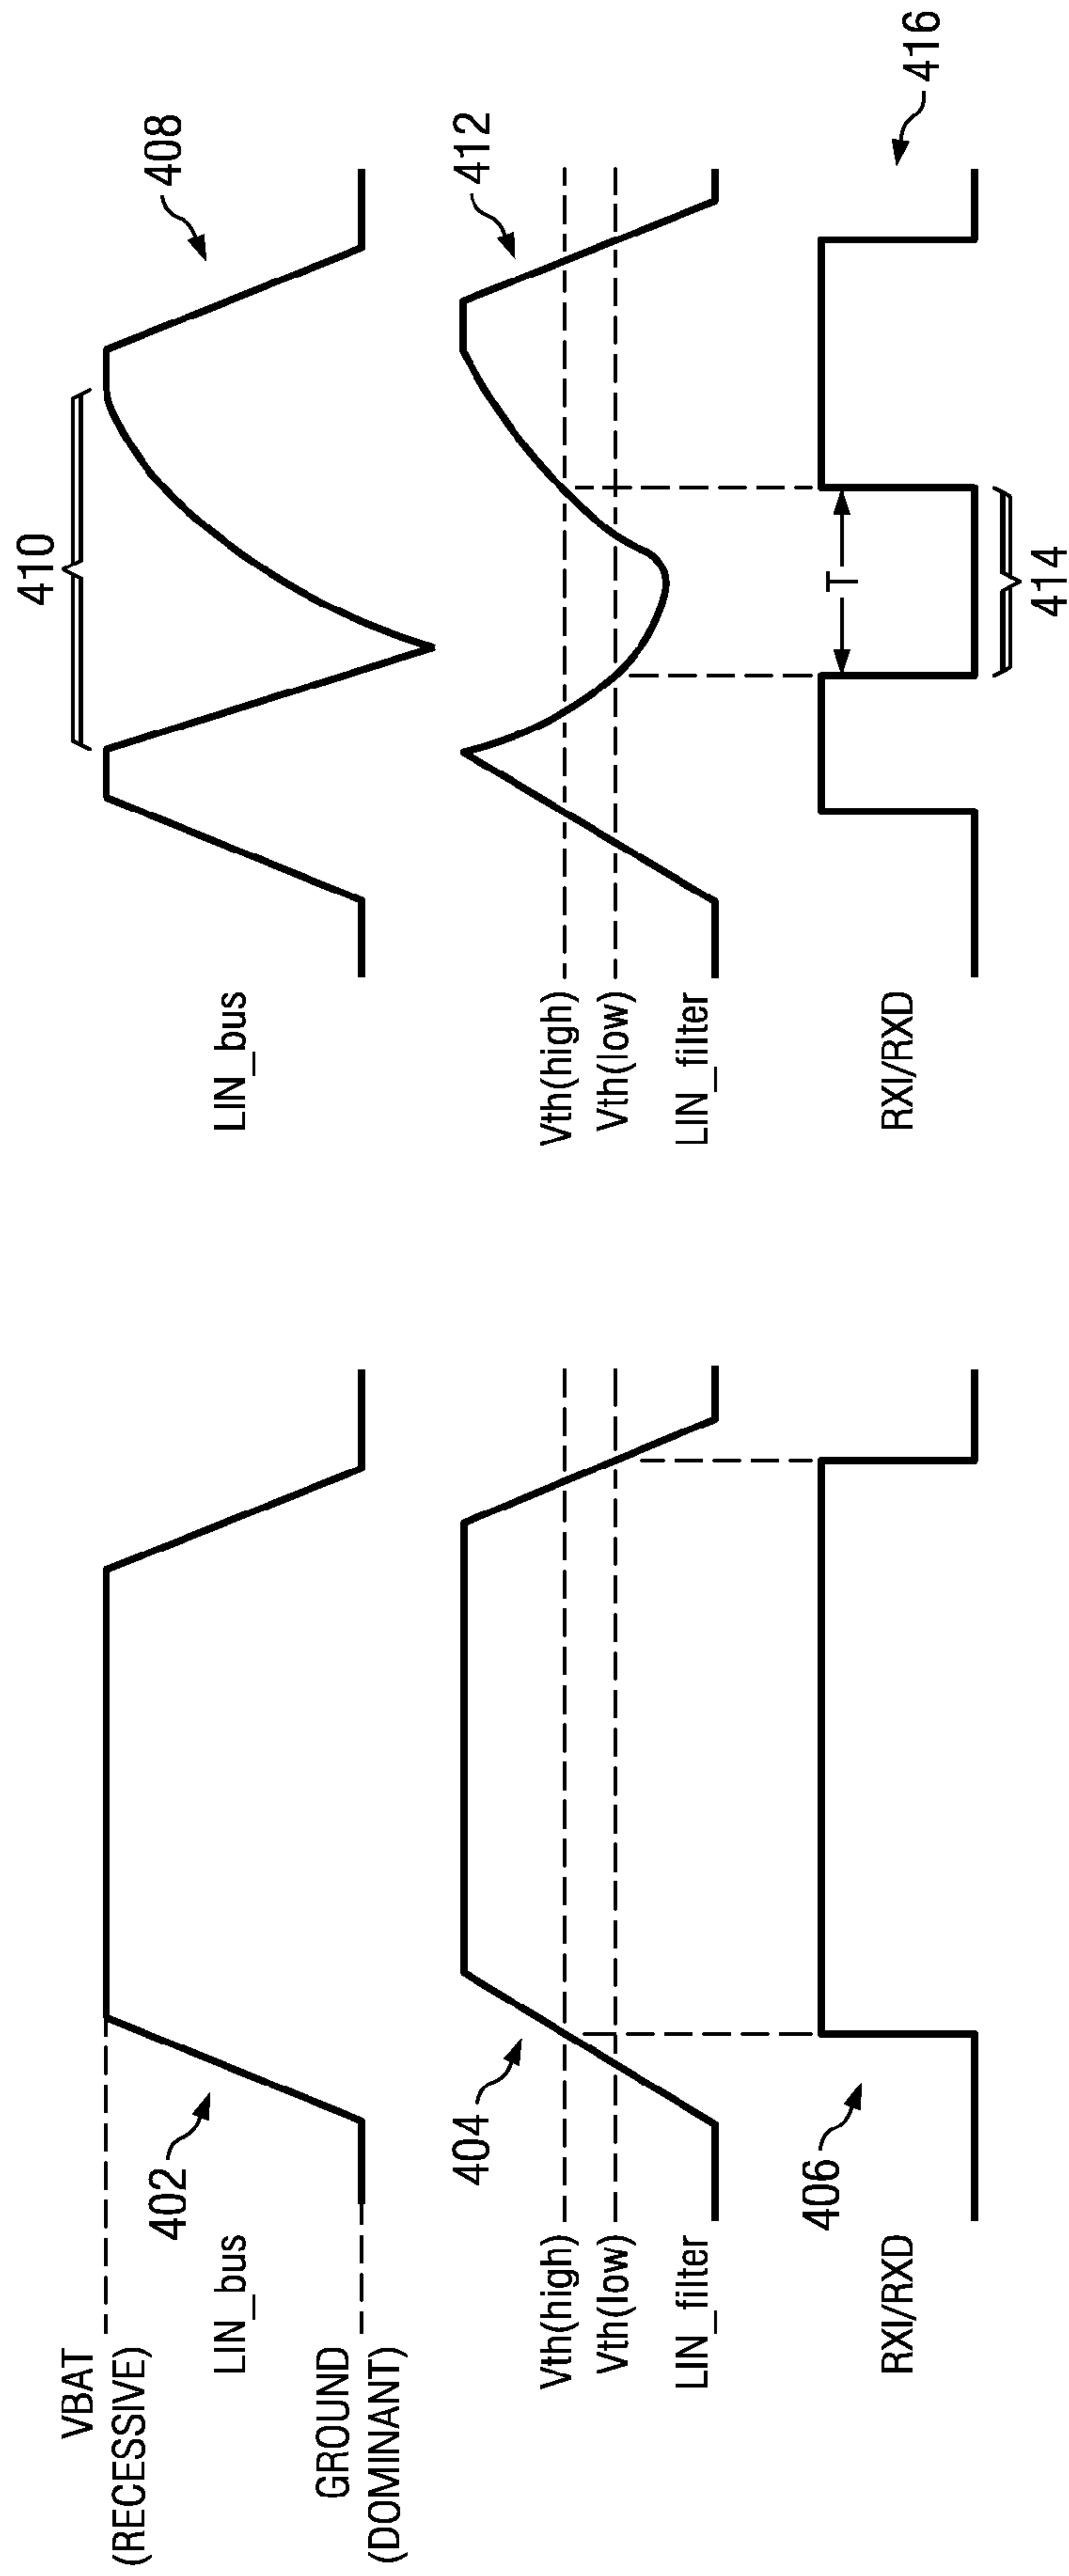 VBAT
(RECESSIVE)
402
LIN_bus
GROUND
(DOMINANT)
404
Vth(high)
Vth(low)
LIN_filter
406
RXI/RXD
410
408
LIN_bus
412
Vth(high)
Vth(low)
LIN_filter
416
T
RXI/RXD
414